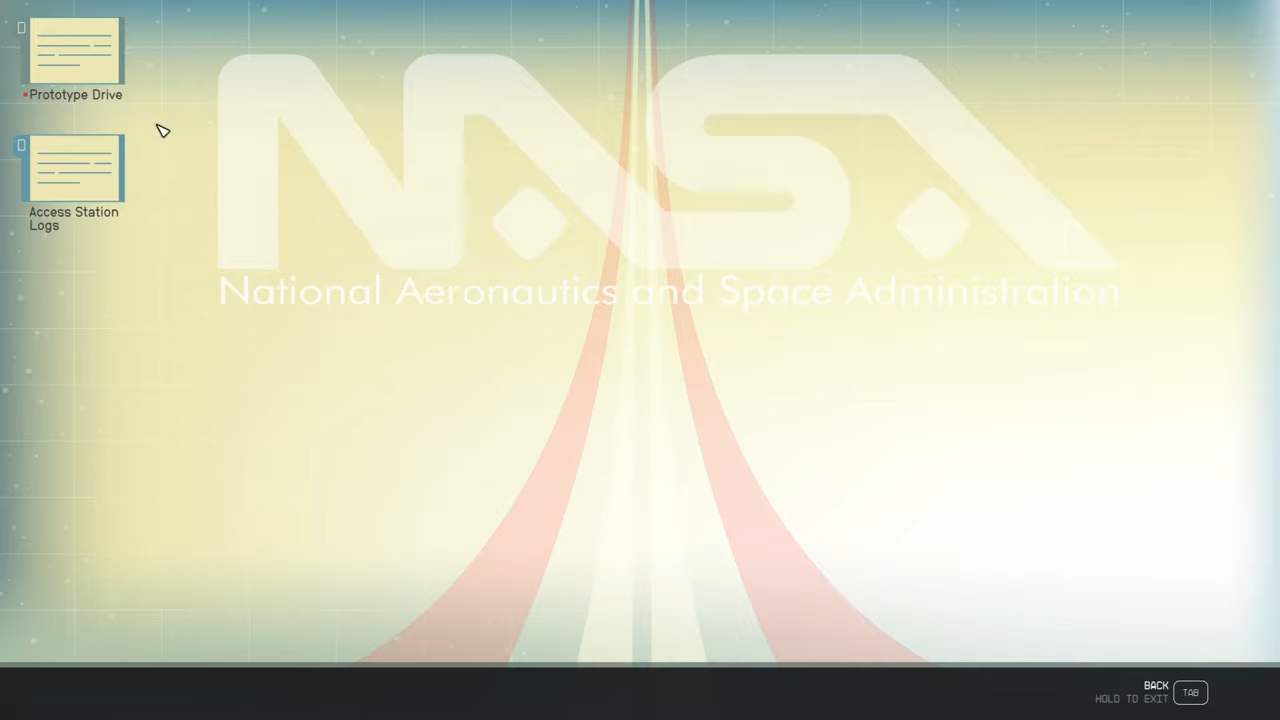 Prototype Drive
Access Station
Logs
NASA
National Aeronautics and Space Administration
BACK
HOLD TO EXIT
TAB